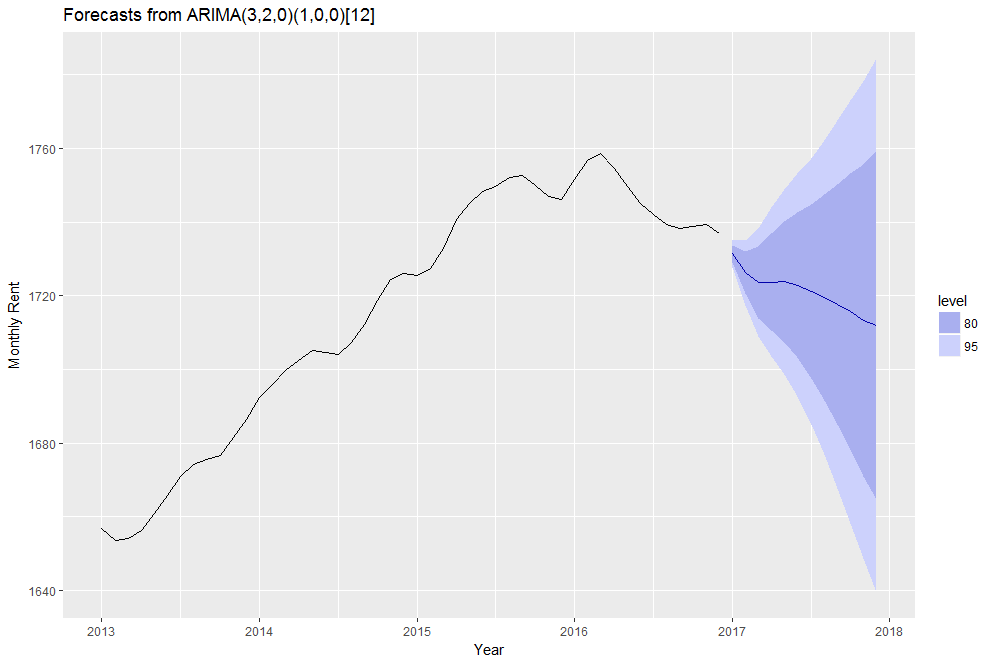 Forecasts from ARIMA(3,2,0)(1,0,0)[12]
1760
1720
1680
1640
Monthly Rent
2013 2014 2015 2016 2017 2018
Year
level
80
95